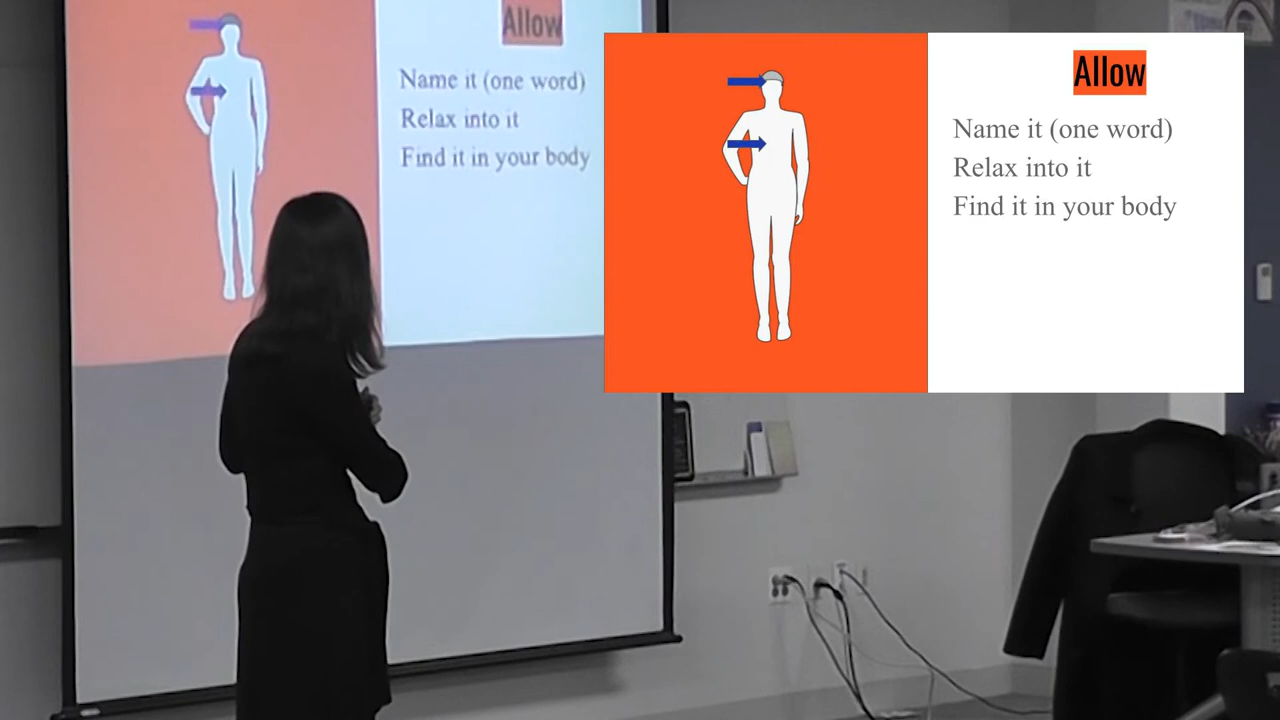 Allow
Name it (one word)
Relax into it
Find it in your body
Allow
Name it (one word)
Relax into it
Find it in your body